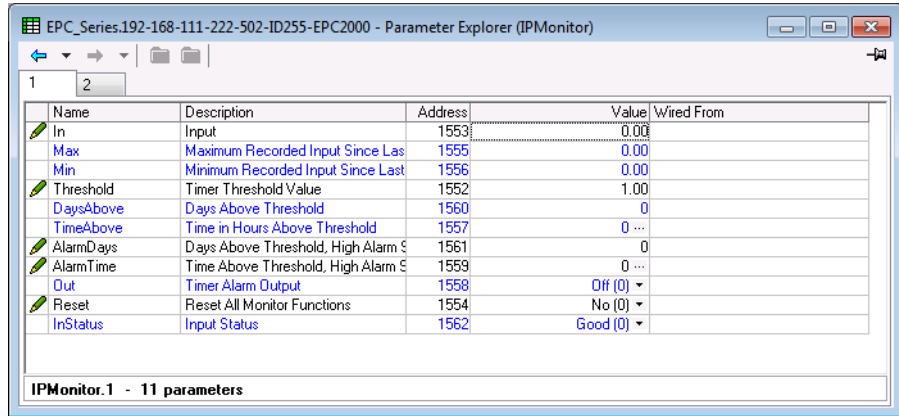 EPC_Series.192-168-111-222-502-ID255-EPC2000 - Parameter Explorer (IPMonitor)
1 2
Name Description Address Value Wired From
In Input 1553 0.00
Max Maximum Recorded Input Since Las 1555 0.00
Min Minimum Recorded Input Since Last 1556 0.00
Threshold Timer Threshold Value 1552 1.00
DaysAbove Days Above Threshold 1560 0
TimeAbove Time in Hours Above Threshold 1557 0 ...
AlarmDays Days Above Threshold, High Alarm S 1561 0
AlarmTime Time Above Threshold, High Alarm S 1559 0 ...
Out Timer Alarm Output 1558 Off (0)
Reset Reset All Monitor Functions 1554 No (0)
InStatus Input Status 1562 Good (0)
IPMonitor.1 - 11 parameters